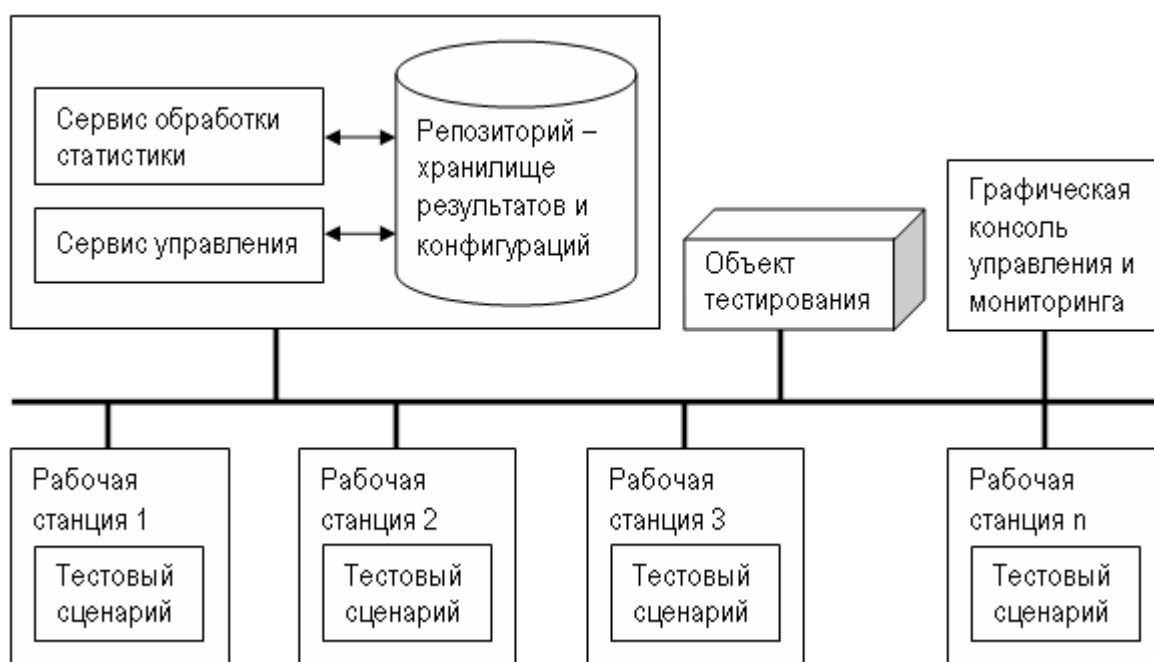 Сервис обработки
статистики
Сервис управления
Репозиторий –
хранилище
результатов и
конфигураций
Объект
тестирования
Графическая
консоль
управления и
мониторинга
Рабочая
станция 1
Тестовый
сценарий
Рабочая
станция 2
Тестовый
сценарий
Рабочая
станция 3
Тестовый
сценарий
Рабочая
станция n
Тестовый
сценарий